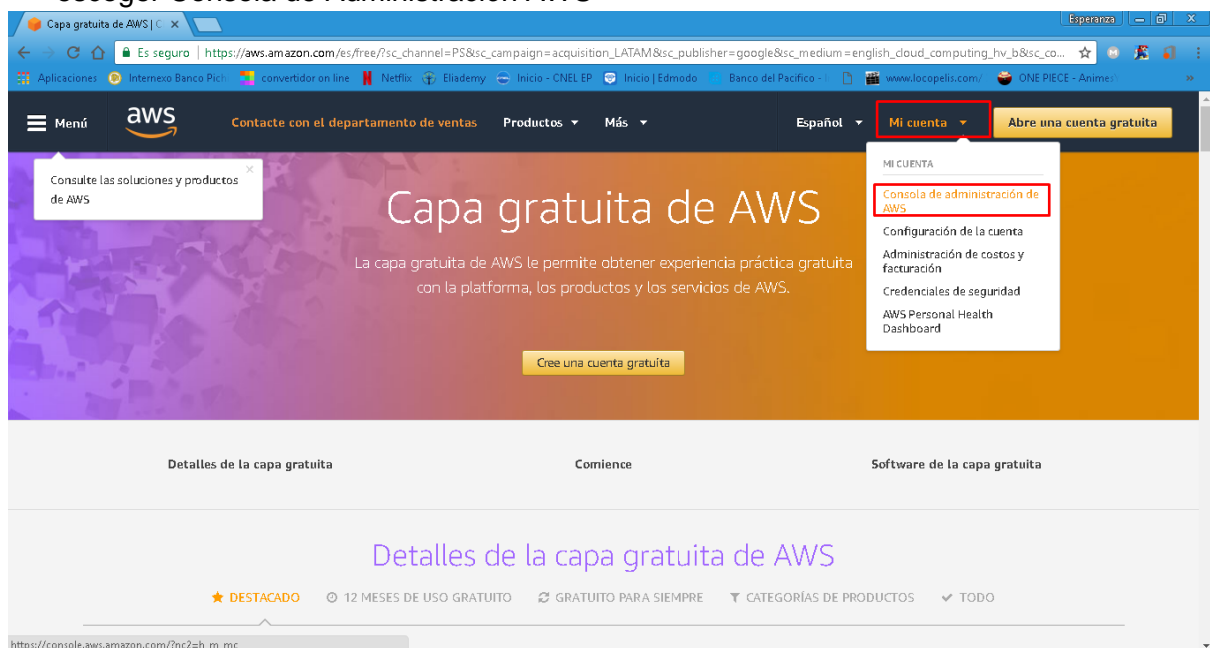 escoger Consola de Administración AWS
Capa gratuita de AWS | C
Esperanza
Es seguro | https://aws.amazon.com/es/free/?sc_channel=PS&sc_campaign=acquisition_LATAM&sc_publisher=google&sc_medium=english_cloud_computing_hv_b&sc_co...
Aplicaciones Internexo Banco Pich convertidor on line Netflix Eliademy Inicio - CNEL EP Inicio | Edmodo Banco del Pacifico - www.locopelis.com/ ONE PIECE - Animes
Menú aws Contacte con el departamento de ventas Productos Más Español Mi cuenta Abre una cuenta gratuita
Consulte las soluciones y productos
de AWS
MI CUENTA
Consola de administración de
AWS
Configuración de la cuenta
Administración de costos y
facturación
Credenciales de seguridad
AWS Personal Health
Dashboard
Capa gratuita de AWS
La capa gratuita de AWS le permite obtener experiencia práctica gratuita
con la plataforma, los productos y los servicios de AWS.
Cree una cuenta gratuita
Detalles de la capa gratuita Comience Software de la capa gratuita
Detalles de la capa gratuita de AWS
DESTACADO 12 MESES DE USO GRATUITO GRATUITO PARA SIEMPRE CATEGORÍAS DE PRODUCTOS TODO
https://console.aws.amazon.com/?nc2=h_m_mc